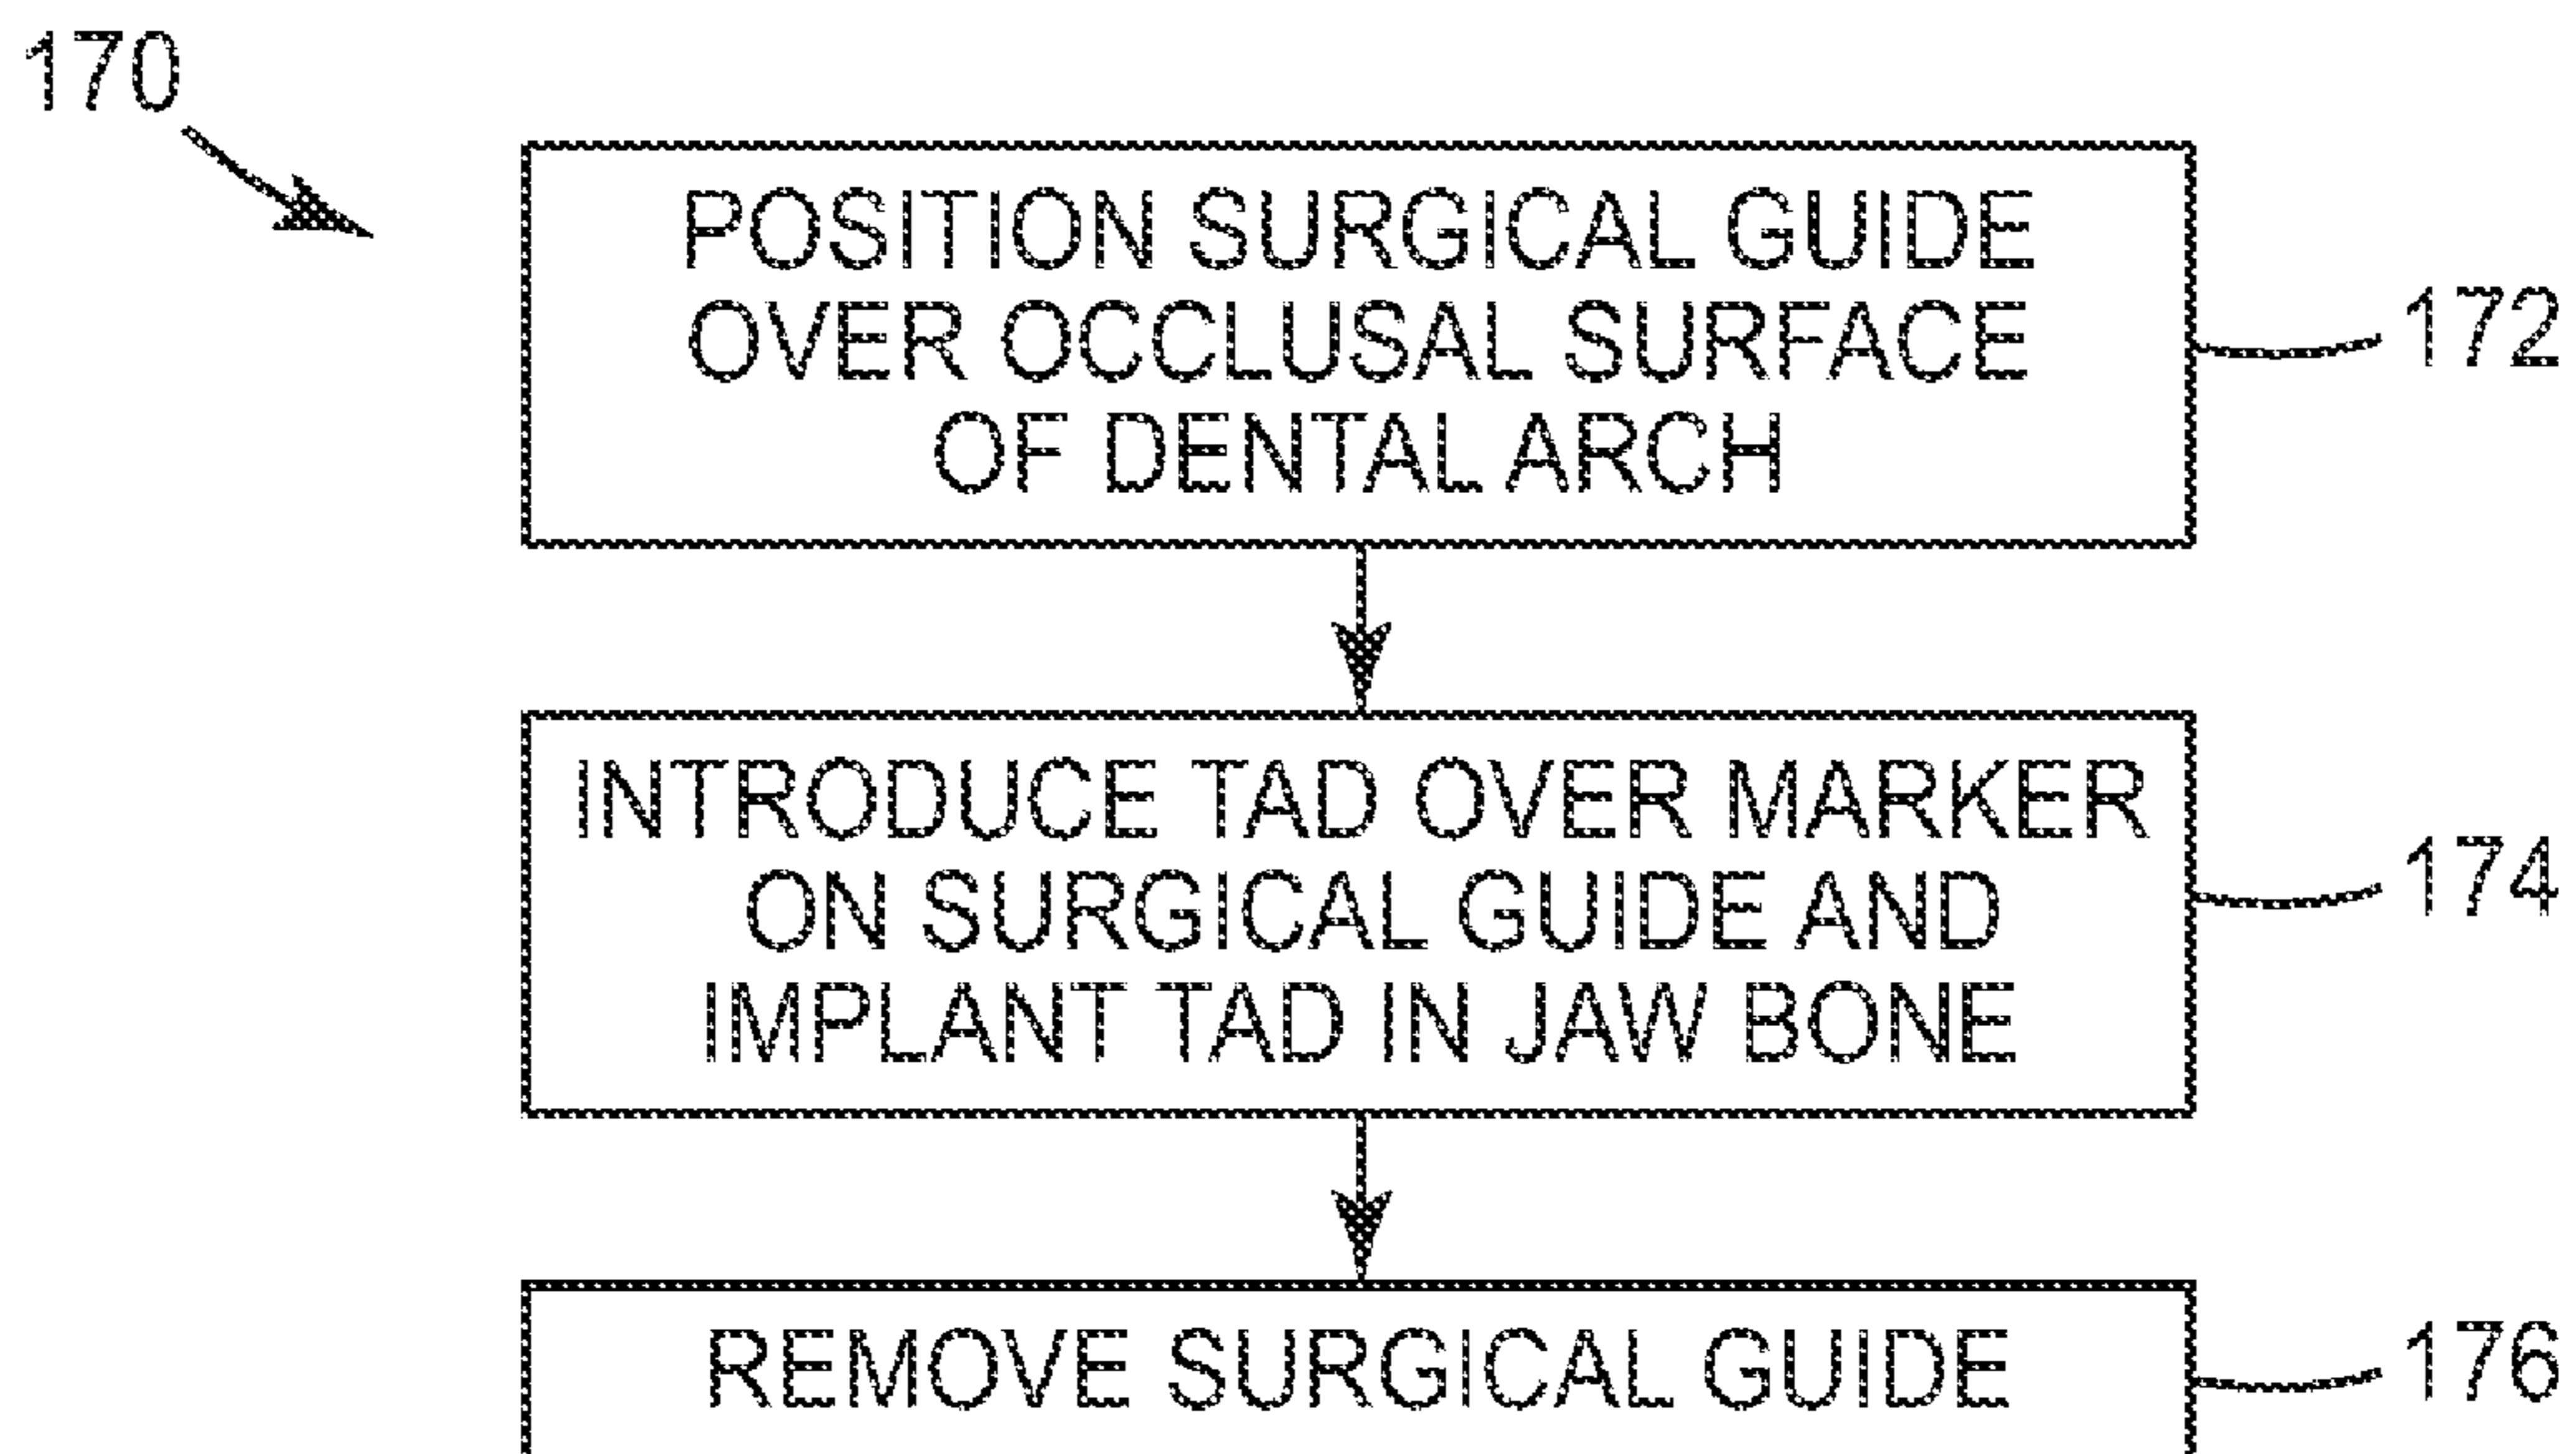 170
POSITION SURGICAL GUIDE
OVER OCCLUSAL SURFACE
OF DENTAL ARCH
172
INTRODUCE TAD OVER MARKER
ON SURGICAL GUIDE AND
IMPLANT TAD IN JAW BONE
174
REMOVE SURGICAL GUIDE
176